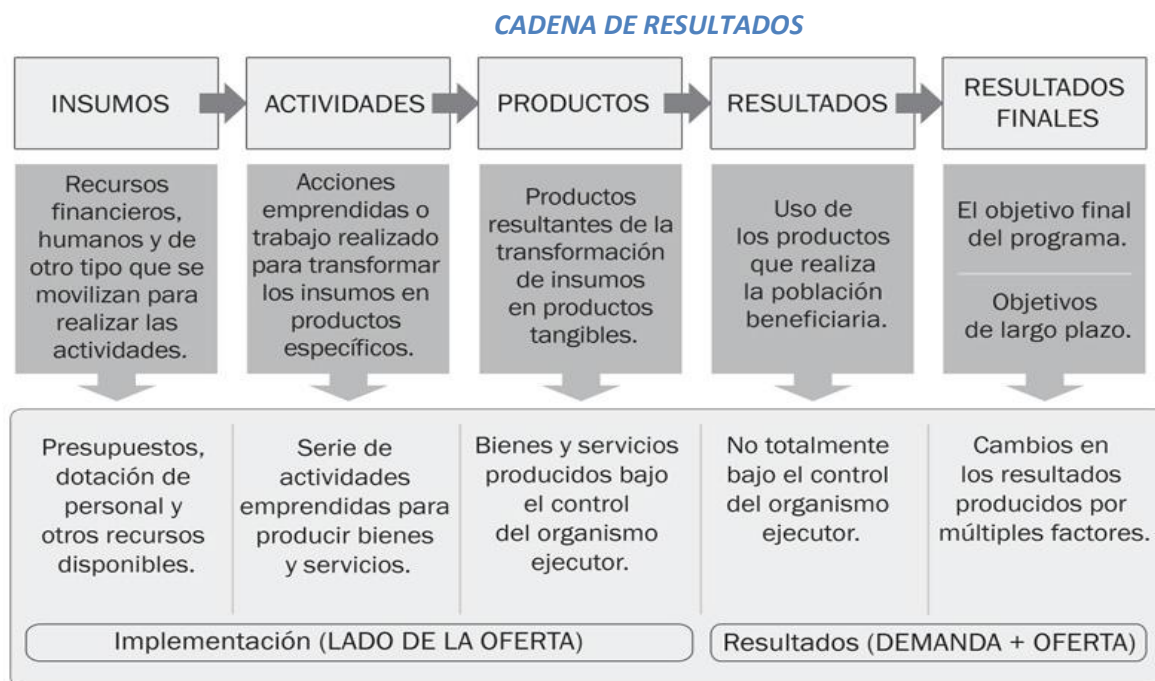 CADENA DE RESULTADOS
INSUMOS
ACTIVIDADES
PRODUCTOS
RESULTADOS
RESULTADOS
FINALES
Recursos
financieros,
humanos y de
otro tipo que se
movilizan para
realizar las
actividades.
Acciones
emprendidas o
trabajo realizado
para transformar
los insumos en
productos
específicos.
Productos
resultantes de la
transformación
de insumos
en productos
tangibles.
Uso de
los productos
que realiza
la población
beneficiaria.
El objetivo final
del programa.
Objetivos
de largo plazo.
Presupuestos,
dotación de
personal y
otros recursos
disponibles.
Serie de
actividades
emprendidas para
producir bienes
y servicios.
Bienes y servicios
producidos bajo
el control
del organismo
ejecutor.
No totalmente
bajo el control
del organismo
ejecutor.
Cambios en
los resultados
producidos por
múltiples factores.
Implementación (LADO DE LA OFERTA)
Resultados (DEMANDA + OFERTA)